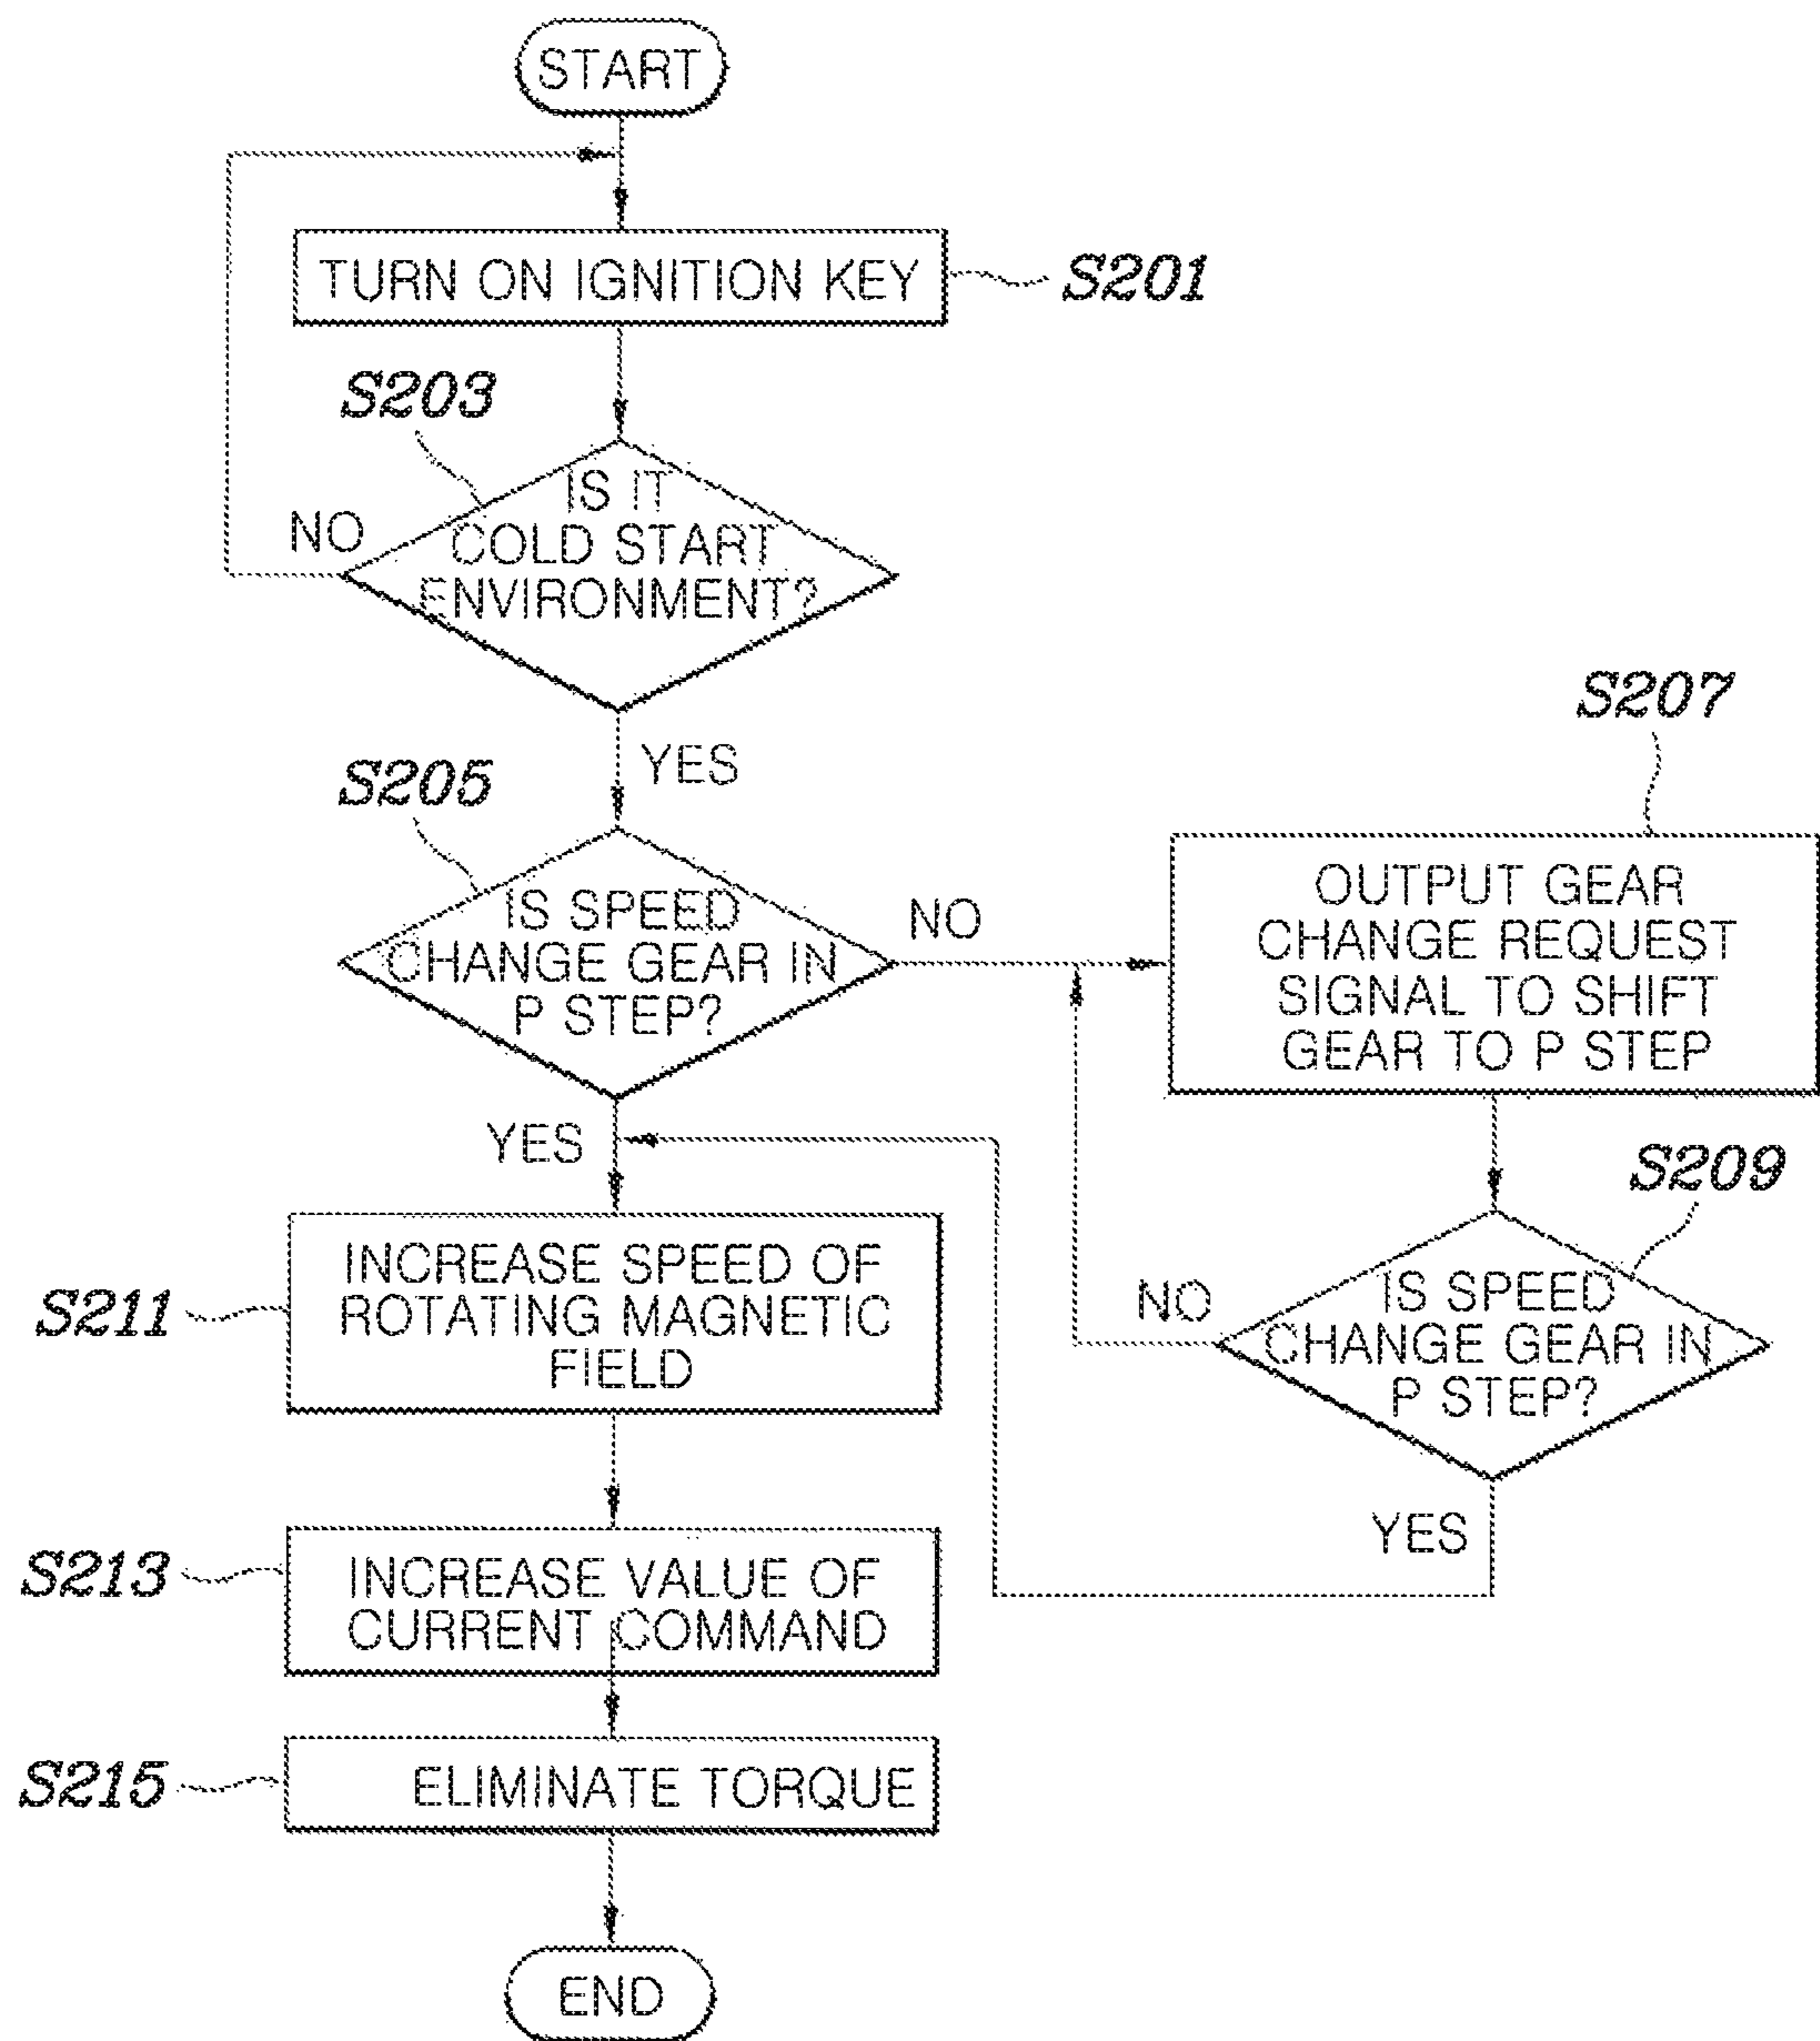 START
TURN ON IGNITION KEY
S201
S203
IS IT
COLD START
ENVIRONMENT?
NO
YES
S205
IS SPEED
CHANGE GEAR IN
P STEP?
NO
S207
OUTPUT GEAR
CHANGE REQUEST
SIGNAL TO SHIFT
GEAR TO P STEP
YES
S209
IS SPEED
CHANGE GEAR IN
P STEP?
NO
YES
S211
INCREASE SPEED OF
ROTATING MAGNETIC
FIELD
S213
INCREASE VALUE OF
CURRENT COMMAND
S215
ELIMINATE TORQUE
END